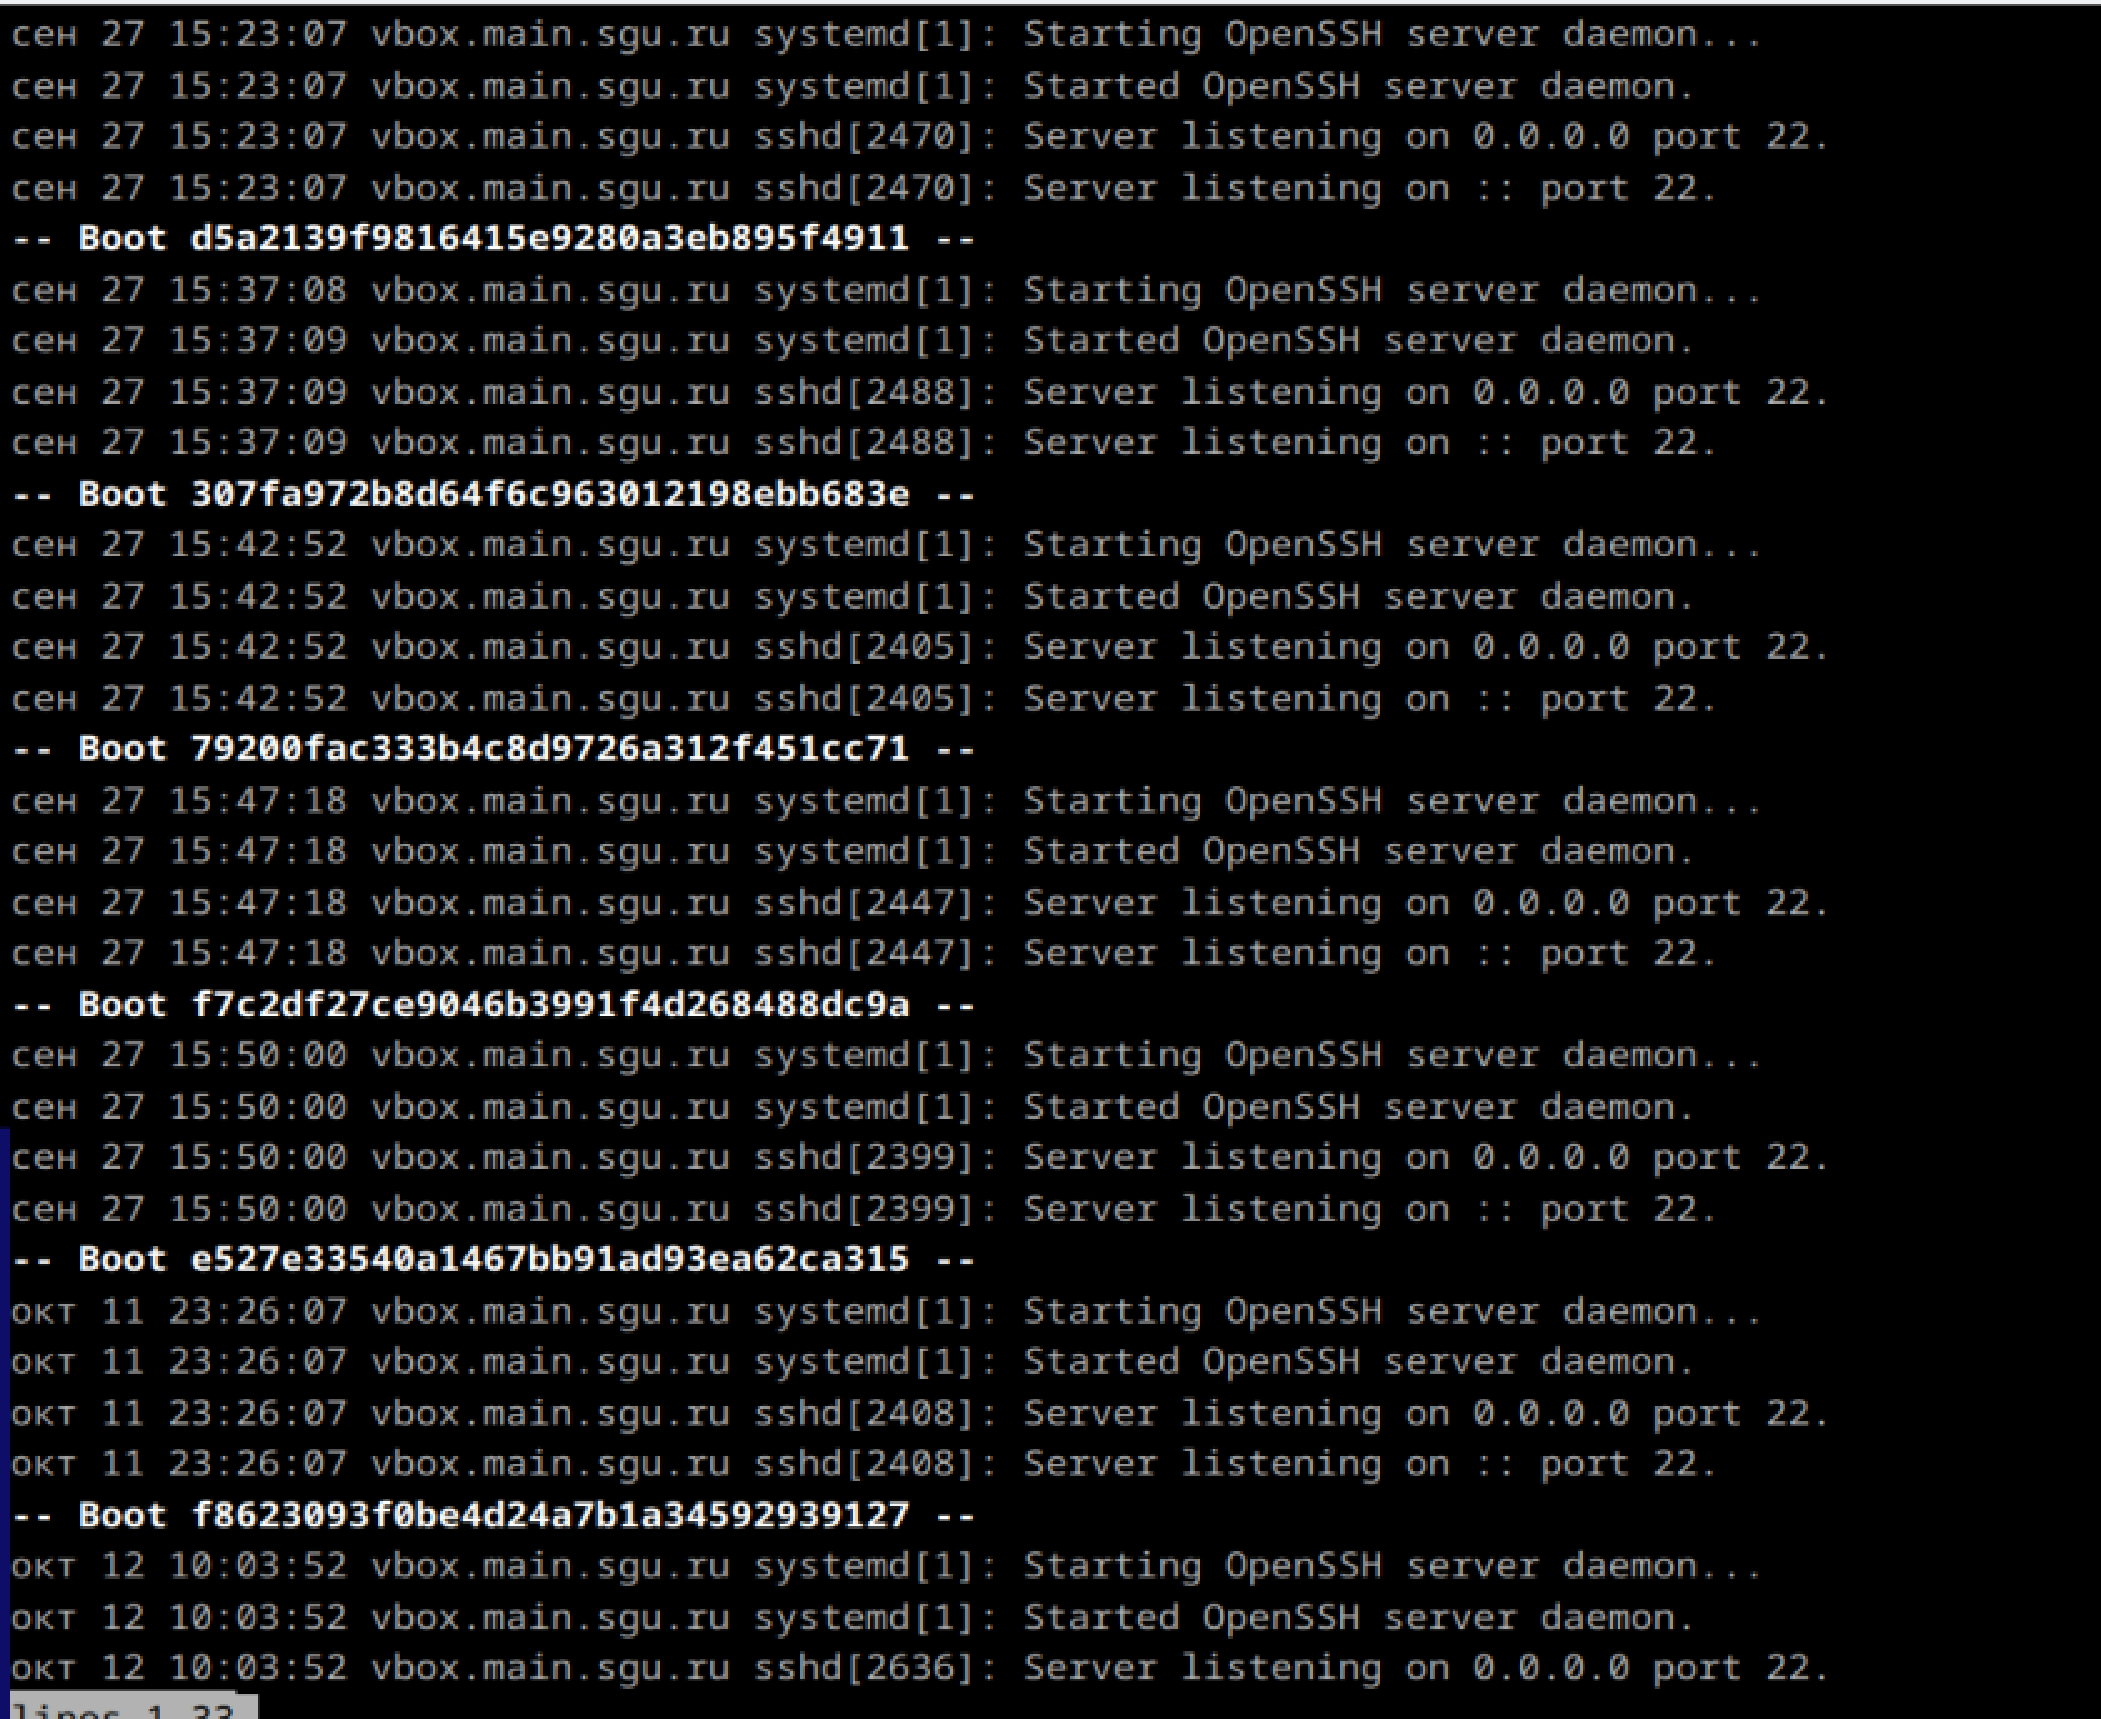 сен 27 15:23:07 vbox.main.sgu.ru systemd[1]: Starting OpenSSH server daemon...
сен 27 15:23:07 vbox.main.sgu.ru systemd[1]: Started OpenSSH server daemon.
сен 27 15:23:07 vbox.main.sgu.ru sshd[2470]: Server listening on 0.0.0.0 port 22.
сен 27 15:23:07 vbox.main.sgu.ru sshd[2470]: Server listening on :: port 22.
-- Boot d5a2139f9816415e9280a3eb895f4911 --
сен 27 15:37:08 vbox.main.sgu.ru systemd[1]: Starting OpenSSH server daemon...
сен 27 15:37:09 vbox.main.sgu.ru systemd[1]: Started OpenSSH server daemon.
сен 27 15:37:09 vbox.main.sgu.ru sshd[2488]: Server listening on 0.0.0.0 port 22.
сен 27 15:37:09 vbox.main.sgu.ru sshd[2488]: Server listening on :: port 22.
-- Boot 307fa972b8d64f6c963012198ebb683e --
сен 27 15:42:52 vbox.main.sgu.ru systemd[1]: Starting OpenSSH server daemon...
сен 27 15:42:52 vbox.main.sgu.ru systemd[1]: Started OpenSSH server daemon.
сен 27 15:42:52 vbox.main.sgu.ru sshd[2405]: Server listening on 0.0.0.0 port 22.
сен 27 15:42:52 vbox.main.sgu.ru sshd[2405]: Server listening on :: port 22.
-- Boot 79200fac333b4c8d9726a312f451cc71 --
сен 27 15:47:18 vbox.main.sgu.ru systemd[1]: Starting OpenSSH server daemon...
сен 27 15:47:18 vbox.main.sgu.ru systemd[1]: Started OpenSSH server daemon.
сен 27 15:47:18 vbox.main.sgu.ru sshd[2447]: Server listening on 0.0.0.0 port 22.
сен 27 15:47:18 vbox.main.sgu.ru sshd[2447]: Server listening on :: port 22.
-- Boot f7c2df27ce9046b3991f4d268488dc9a --
сен 27 15:50:00 vbox.main.sgu.ru systemd[1]: Starting OpenSSH server daemon...
сен 27 15:50:00 vbox.main.sgu.ru systemd[1]: Started OpenSSH server daemon.
сен 27 15:50:00 vbox.main.sgu.ru sshd[2399]: Server listening on 0.0.0.0 port 22.
сен 27 15:50:00 vbox.main.sgu.ru sshd[2399]: Server listening on :: port 22.
-- Boot e527e33540a1467bb91ad93ea62ca315 --
окт 11 23:26:07 vbox.main.sgu.ru systemd[1]: Starting OpenSSH server daemon...
окт 11 23:26:07 vbox.main.sgu.ru systemd[1]: Started OpenSSH server daemon.
окт 11 23:26:07 vbox.main.sgu.ru sshd[2408]: Server listening on 0.0.0.0 port 22.
окт 11 23:26:07 vbox.main.sgu.ru sshd[2408]: Server listening on :: port 22.
-- Boot f8623093f0be4d24a7b1a34592939127 --
окт 12 10:03:52 vbox.main.sgu.ru systemd[1]: Starting OpenSSH server daemon...
окт 12 10:03:52 vbox.main.sgu.ru systemd[1]: Started OpenSSH server daemon.
окт 12 10:03:52 vbox.main.sgu.ru sshd[2636]: Server listening on 0.0.0.0 port 22.
lines 1-33